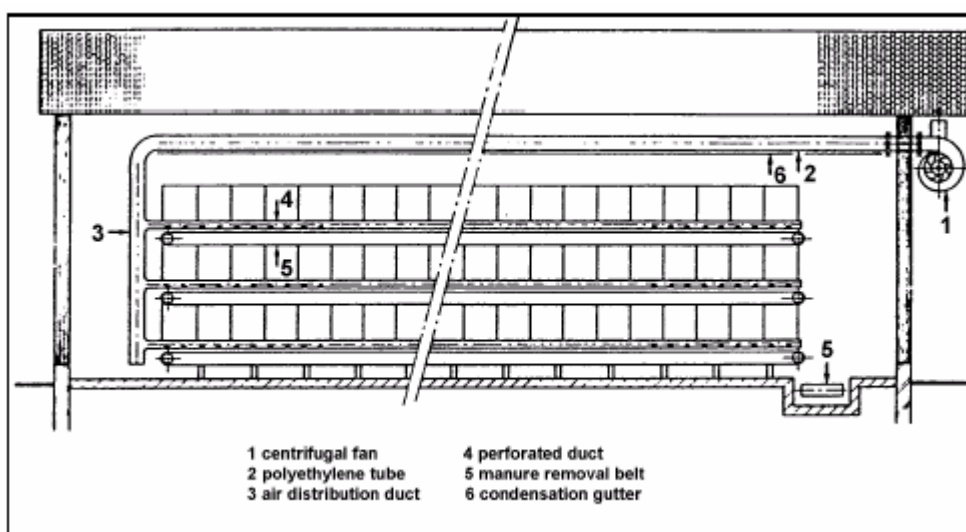 4
6
2
3
5
1
5
1 centrifugal fan
2 polyethylene tube
3 air distribution duct
4 perforated duct
5 manure removal belt
6 condensation gutter